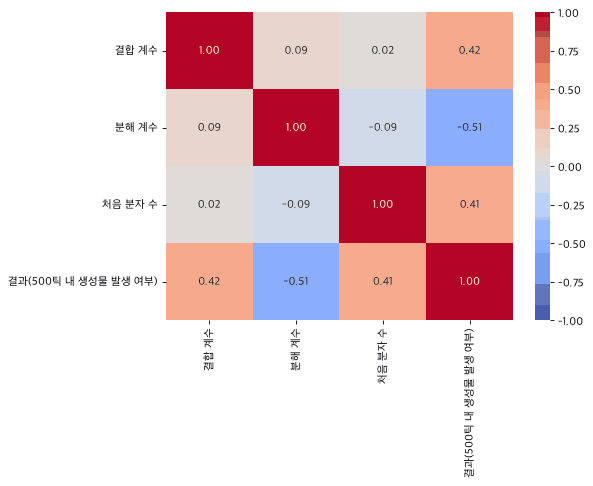 결합 계수 1.00 0.09 0.02 0.42
분해 계수 0.09 1.00 -0.09 -0.51
처음 분자 수 0.02 -0.09 1.00 0.41
결과(500틱 내 생성물 발생 여부) 0.42 -0.51 0.41 1.00
결합 계수
분해 계수
처음 분자 수
결과(500틱 내 생성물 발생 여부)
1.00
0.75
0.50
0.25
0.00
-0.25
-0.50
-0.75
-1.00